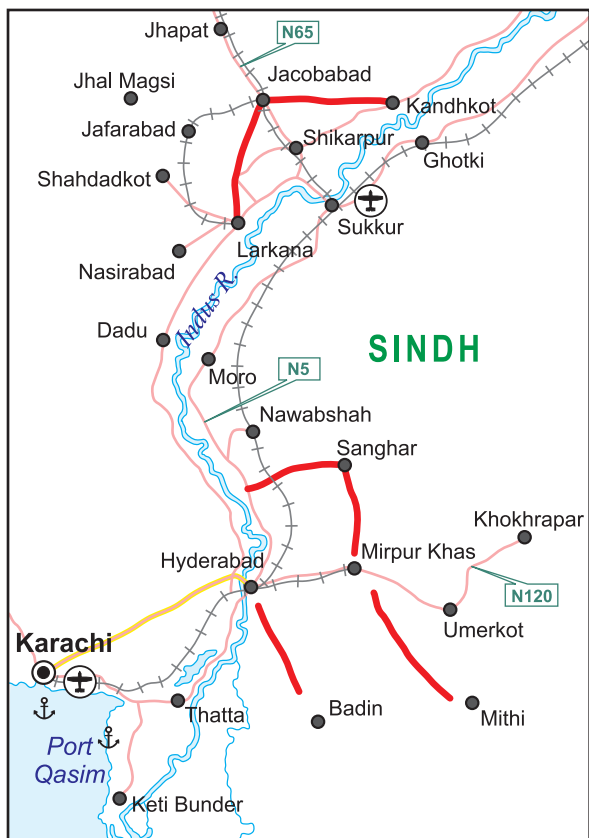 Jhapat
N65
Jacobabad
Jhal Magsi
Kandhkot
Jafarabad
Shikarpur
Ghotki
Shahdadkot
Sukkur
Larkana
Nasirabad
Indus R.
Dadu
SINDH
Moro
N5
Nawabshah
Sanghar
Khokhrapar
Hyderabad
Mirpur Khas
N120
Umerkot
Karachi
Thatta
Badin
Mithi
Port
Qasim
Keti Bunder